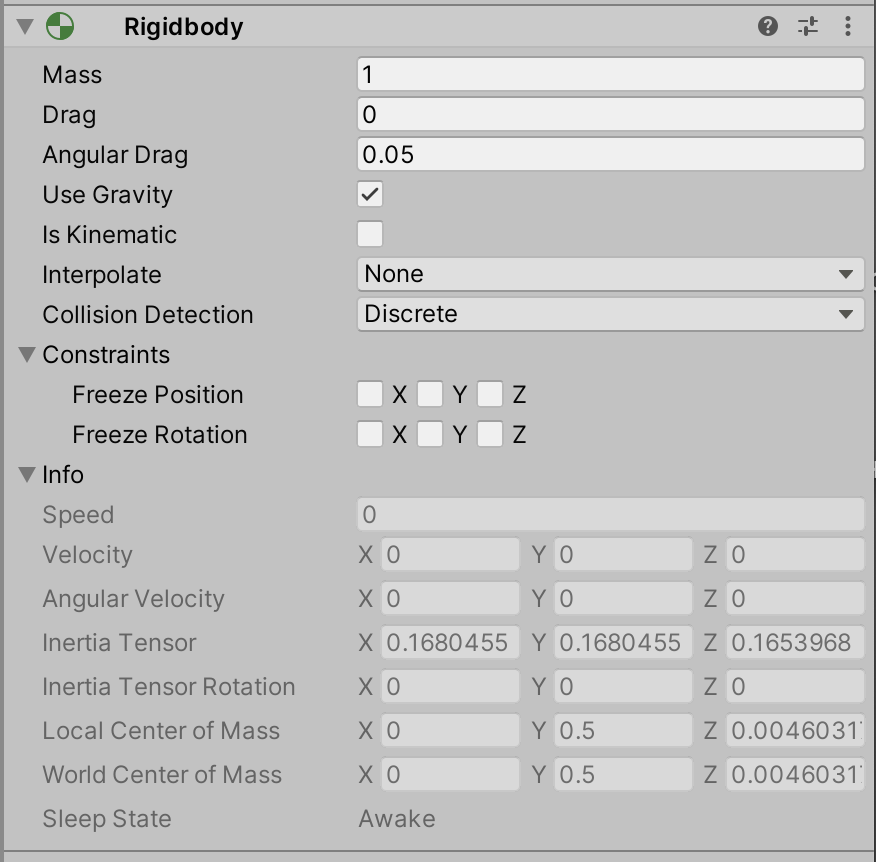 Rigidbody
Mass 1
Drag 0
Angular Drag 0.05
Use Gravity
Is Kinematic
Interpolate None
Collision Detection Discrete
Constraints
Freeze Position X Y Z
Freeze Rotation X Y Z
Info
Speed 0
Velocity X 0 Y 0 Z 0
Angular Velocity X 0 Y 0 Z 0
Inertia Tensor X 0.1680455 Y 0.1680455 Z 0.1653968
Inertia Tensor Rotation X 0 Y 0 Z 0
Local Center of Mass X 0 Y 0.5 Z 0.0046031
World Center of Mass X 0 Y 0.5 Z 0.0046031
Sleep State Awake